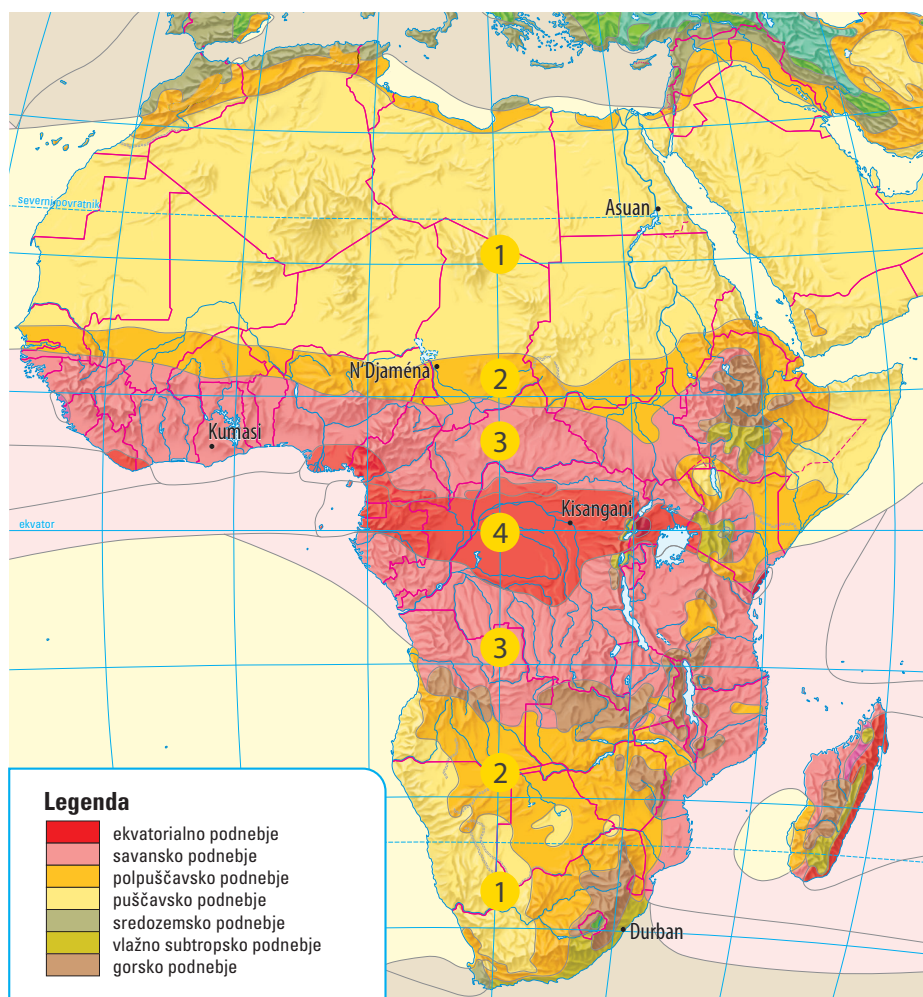 severni povratnik
Asuan
1
N'Djaména
2
Kumasi
3
ekvator
Kisangani
4
3
2
1
Durban
Legenda
ekvatorialno podnebje
savansko podnebje
polpuščavsko podnebje
puščavsko podnebje
sredozemsko podnebje
vlažno subtropsko podnebje
gorsko podnebje